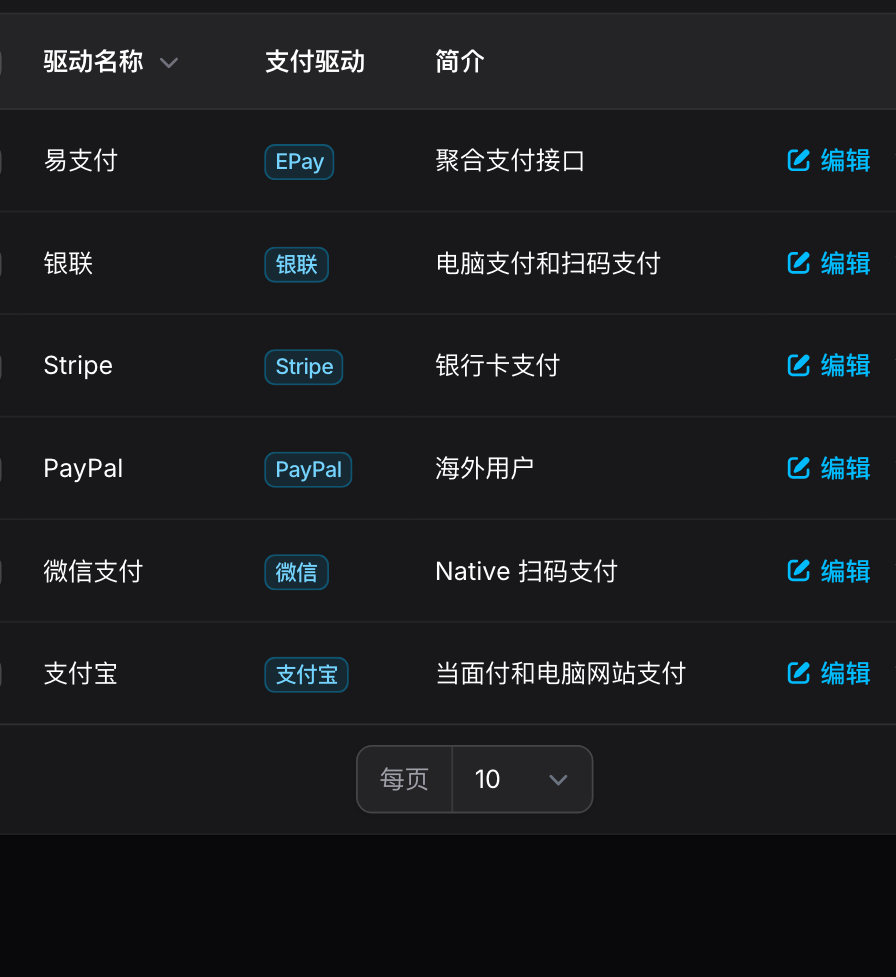 驱动名称 支付驱动 简介
易支付 EPay 聚合支付接口 编辑
银联 银联 电脑支付和扫码支付 编辑
Stripe Stripe 银行卡支付 编辑
PayPal PayPal 海外用户 编辑
微信支付 微信 Native 扫码支付 编辑
支付宝 支付宝 当面付和电脑网站支付 编辑
每页 10